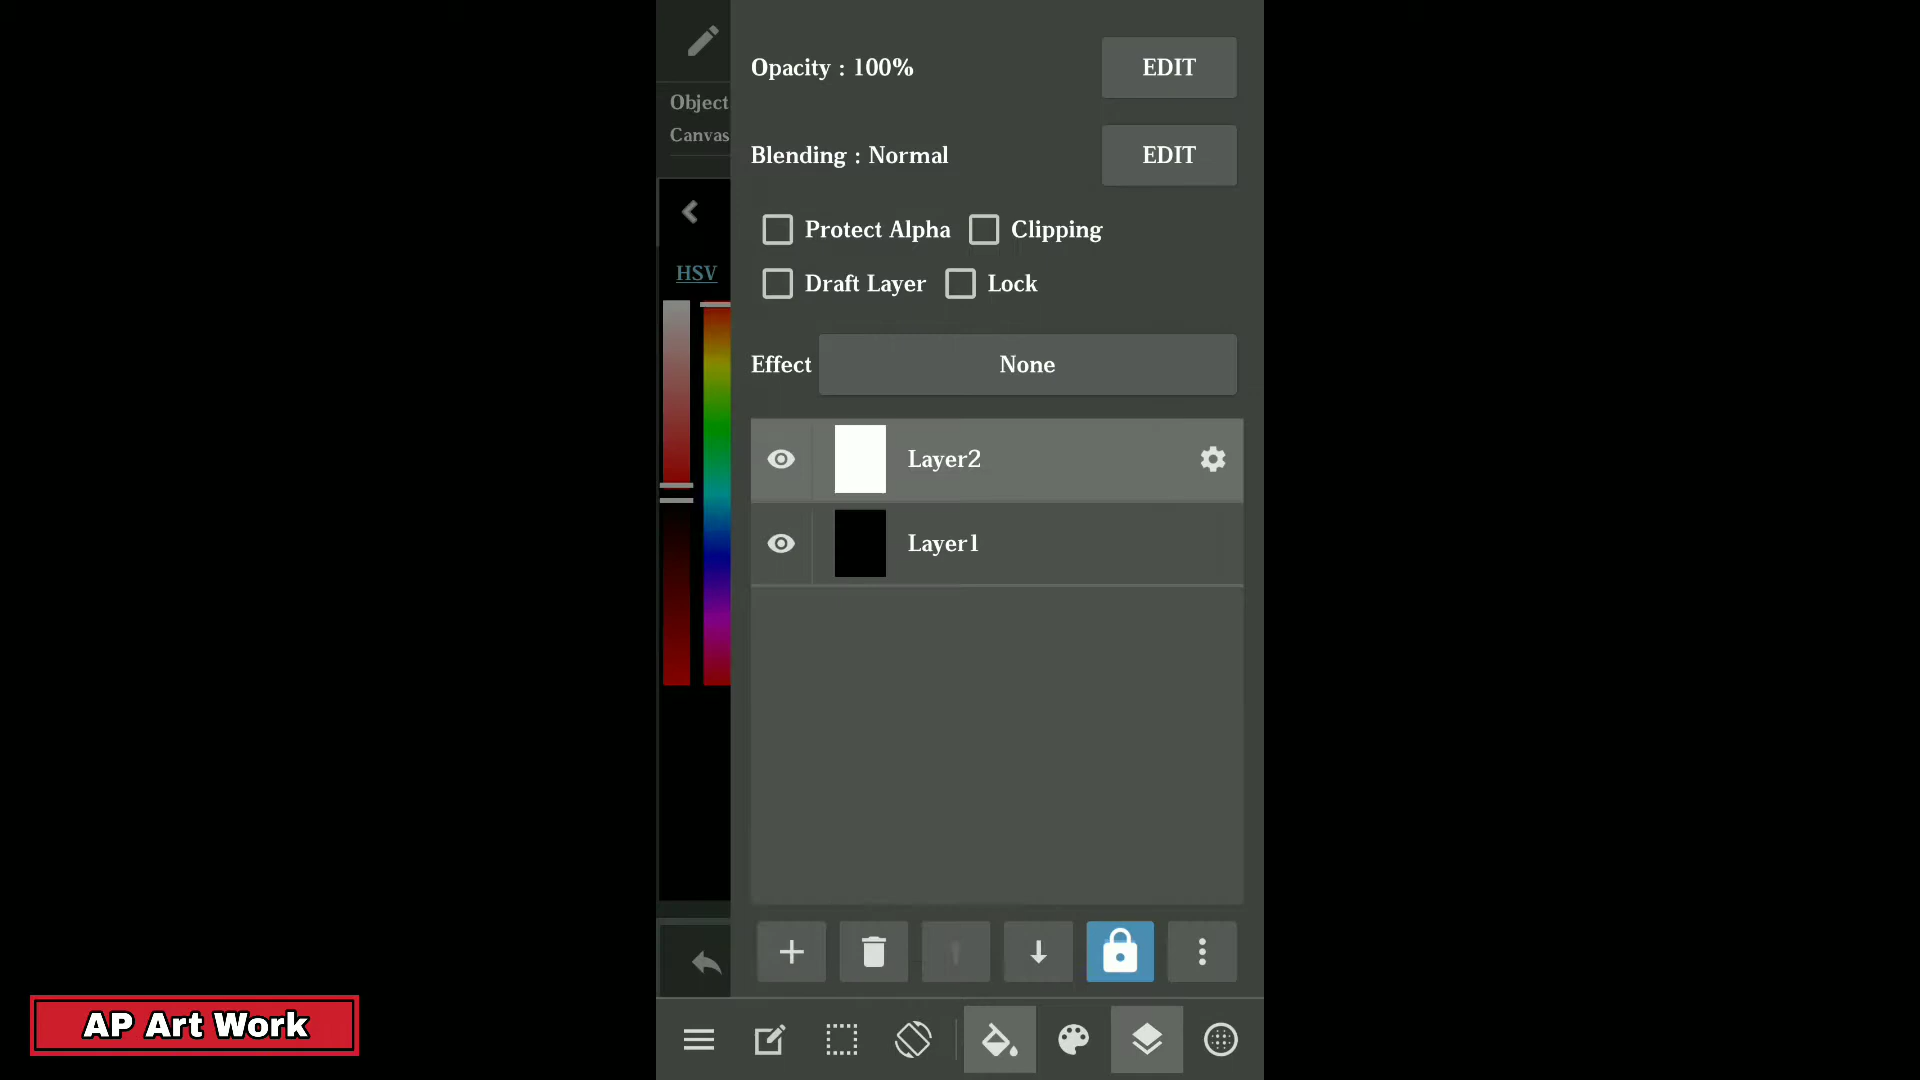 Opacity : 100%
EDIT
Object
Canvas
Blending : Normal
EDIT
Protect Alpha
Clipping
HSV
Draft Layer
Lock
Effect
None
Layer2
Layer1
AP Art Work